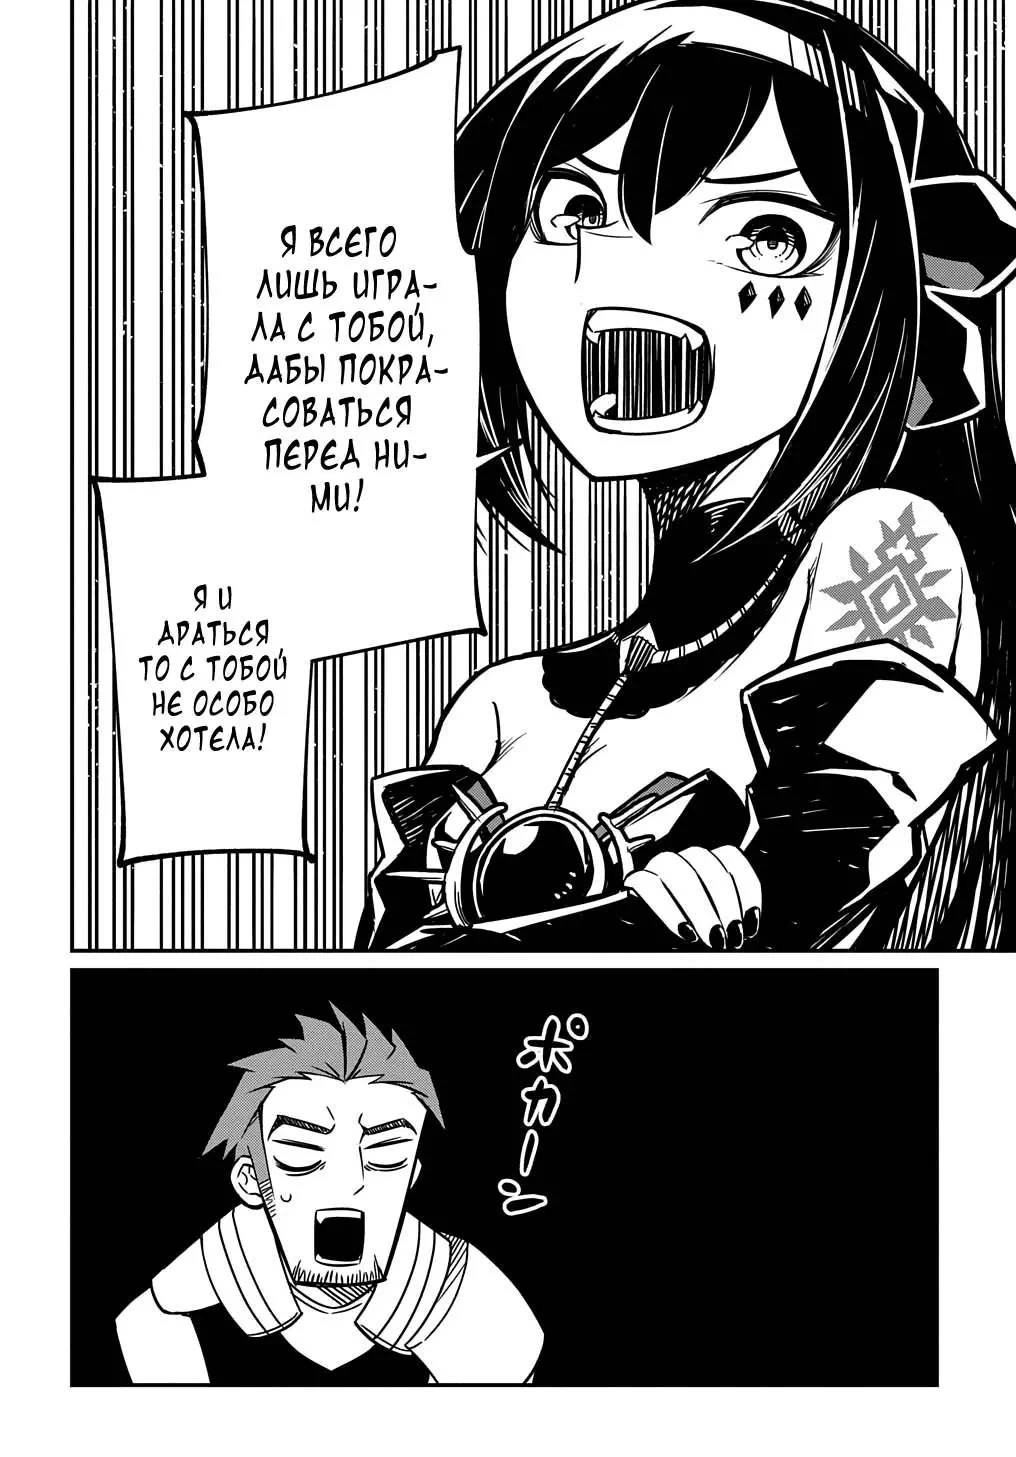 Я ВСЕГО
ЛИШЬ ИГРА-
ЛА С ТОБОЙ,
ДАБЫ ПОКРА-
СОВАТЬСЯ
ПЕРЕД НИ-
МИ!
Я И
ДРАТЬСЯ
ТО С ТОБОЙ
НЕ ОСОБО
ХОТЕЛА!
ポカーン